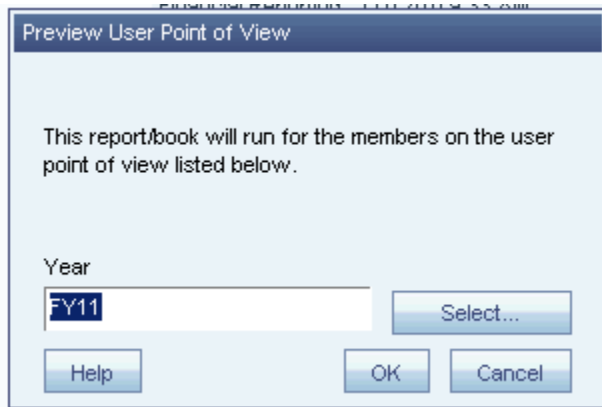 Preview User Point of View
This report/book will run for the members on the user
point of view listed below.
Year
FY11
Select...
Help
OK
Cancel